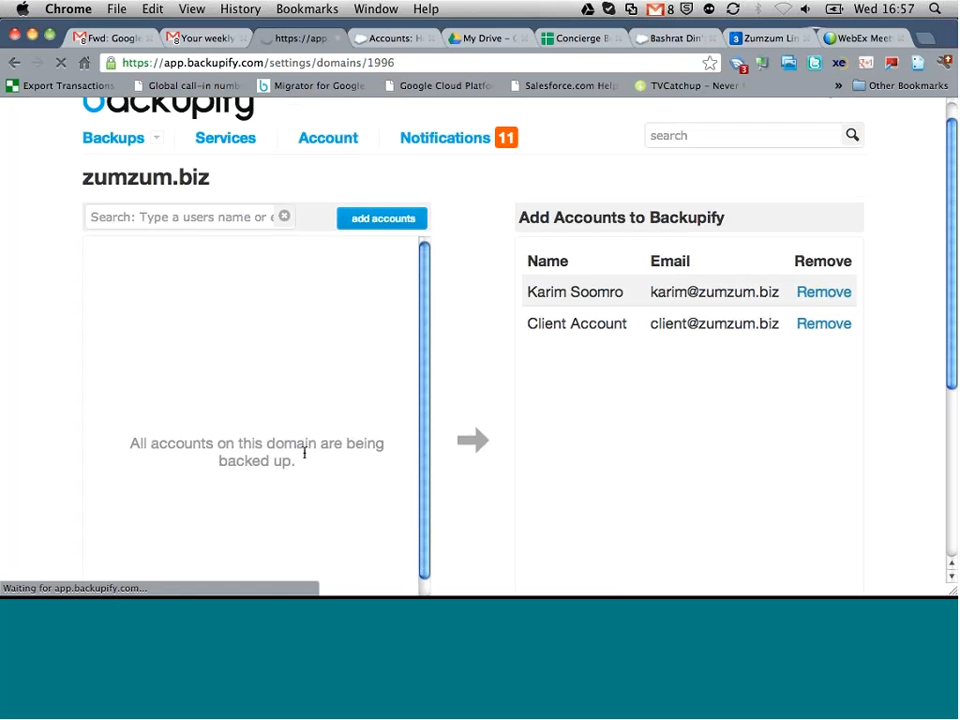 Chrome File Edit View History Bookmarks Window Help 8 Wed 16:57
Fwd: Google Your weekly https://app Accounts: H My Drive – C Concierge B Bashrat Din' Zumzum Lin WebEx Meet
https://app.backupify.com/settings/domains/1996
Export Transactions Global call-in numb Migrator for Google Google Cloud Platfo Salesforce.com Help TVCatchup – Never » Other Bookmarks
backupify
Backups Services Account Notifications 11 search
zumzum.biz
Search: Type a users name or add accounts Add Accounts to Backupify
Name Email Remove
Karim Soomro karim@zumzum.biz Remove
Client Account client@zumzum.biz Remove
All accounts on this domain are being
backed up.
Waiting for app.backupify.com...